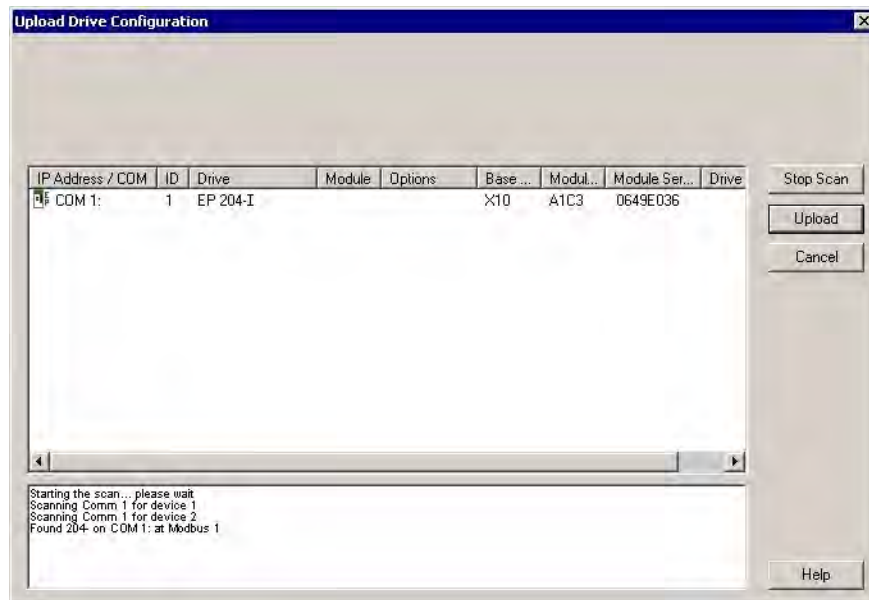 Upload Drive Configuration
IP Address / COM ID Drive Module Options Base ... Modul... Module Ser... Drive
COM 1: 1 EP 204-I X10 A1C3 0649E036
Stop Scan
Upload
Cancel
Starting the scan... please wait
Scanning Comm 1 for device 1
Scanning Comm 1 for device 2
Found 204- on COM 1: at Modbus 1
Help